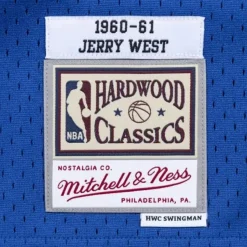 1960-61
JERRY WEST
HARDWOOD
NBA
CLASSICS
NOSTALGIA CO.
Mitchell & Ness
PHILADELPHIA, PA.
HWC SWINGMAN